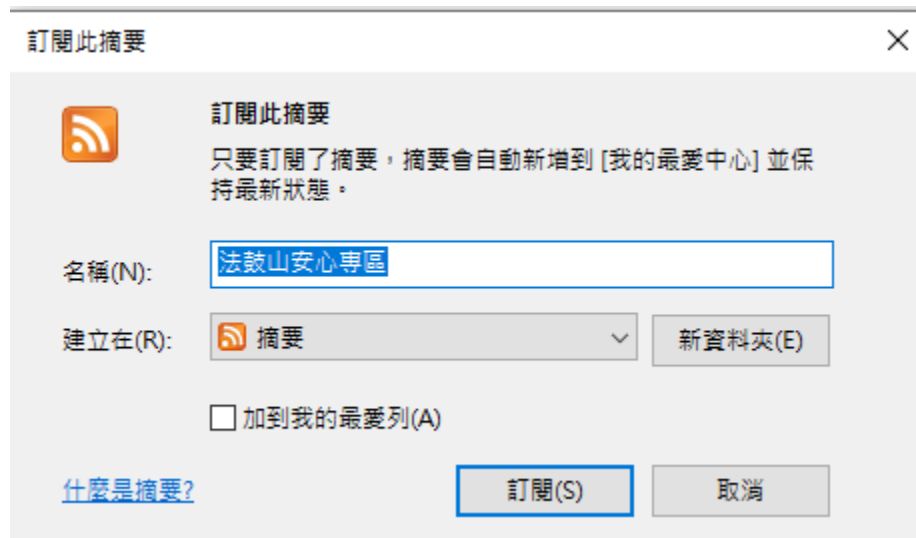 訂閱此摘要
訂閱此摘要
只要訂閱了摘要，摘要會自動新增到 [我的最愛中心] 並保
持最新狀態。
名稱(N):
法鼓山安心專區
建立在(R):
摘要
新資料夾(E)
加到我的最愛列(A)
什麼是摘要?
訂閱(S)
取消